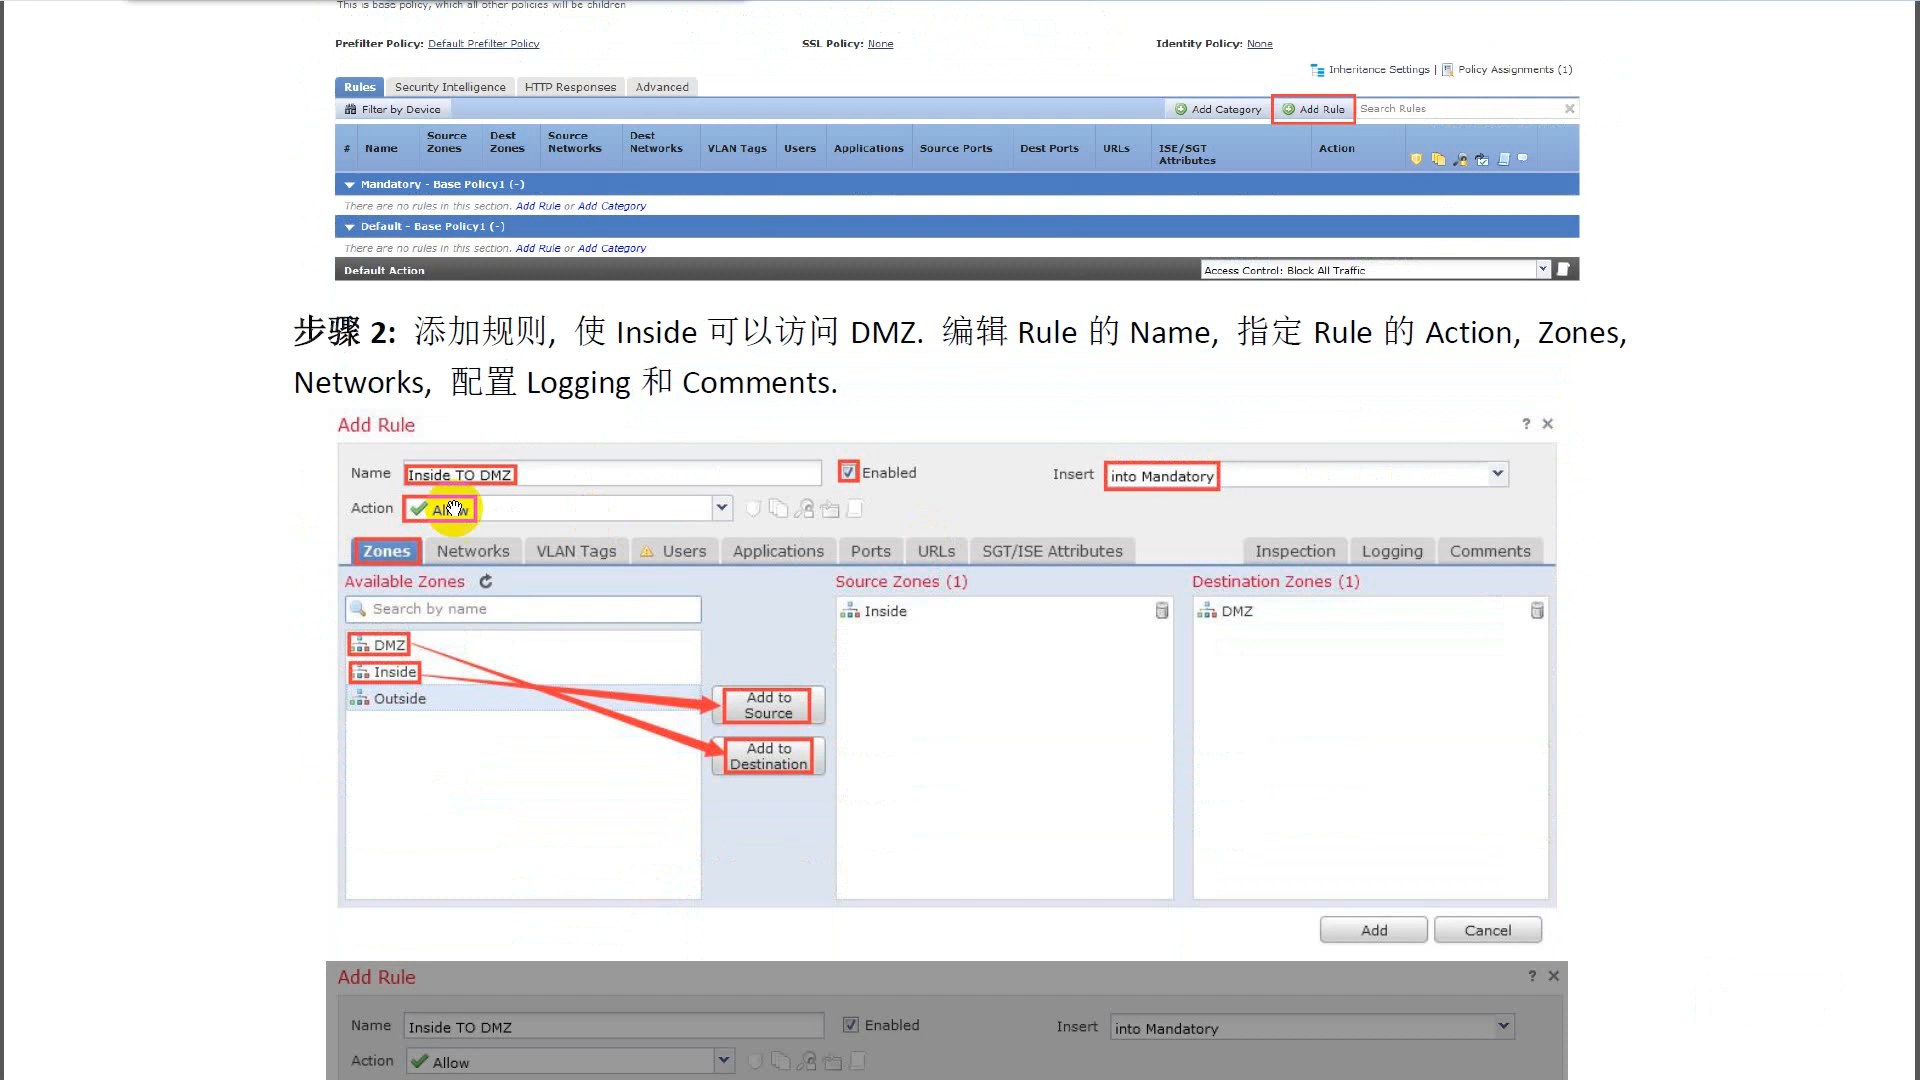 This is base policy, which all other policies will be children
Prefilter Policy: Default Prefilter Policy SSL Policy: None Identity Policy: None
Inheritance Settings | Policy Assignments (1)
Rules Security Intelligence HTTP Responses Advanced
Filter by Device Add Category Add Rule Search Rules
# Name Source Zones Dest Zones Source Networks Dest Networks VLAN Tags Users Applications Source Ports Dest Ports URLs ISE/SGT Attributes Action
Mandatory - Base Policy1 (-)
There are no rules in this section. Add Rule or Add Category
Default - Base Policy1 (-)
There are no rules in this section. Add Rule or Add Category
Default Action Access Control: Block All Traffic
步骤 2: 添加规则, 使 Inside 可以访问 DMZ. 编辑 Rule 的 Name, 指定 Rule 的 Action, Zones,
Networks, 配置 Logging 和 Comments.
Add Rule ?
Name Inside TO DMZ Enabled Insert into Mandatory
Action Allow
Zones Networks VLAN Tags Users Applications Ports URLs SGT/ISE Attributes Inspection Logging Comments
Available Zones Source Zones (1) Destination Zones (1)
Search by name Inside DMZ
DMZ
Inside
Outside
Add to Source
Add to Destination
Add Cancel
Add Rule ?
Name Inside TO DMZ Enabled Insert into Mandatory
Action Allow